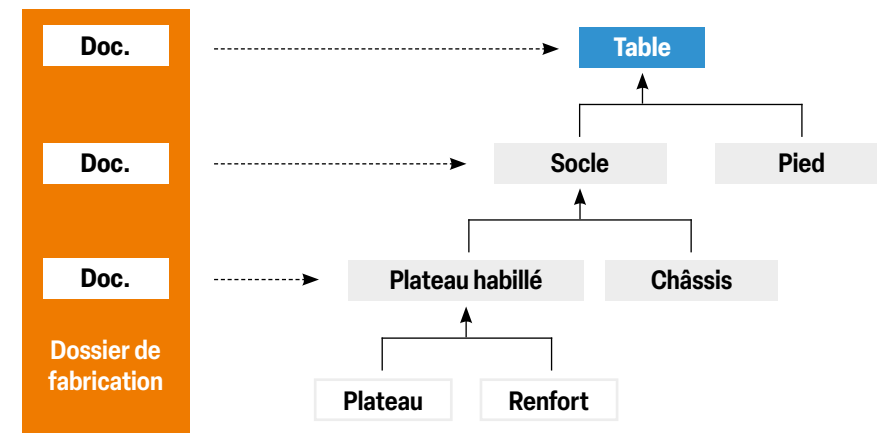 Doc.
Table
Doc.
Socle
Pied
Doc.
Plateau habillé
Châssis
Dossier de
fabrication
Plateau
Renfort